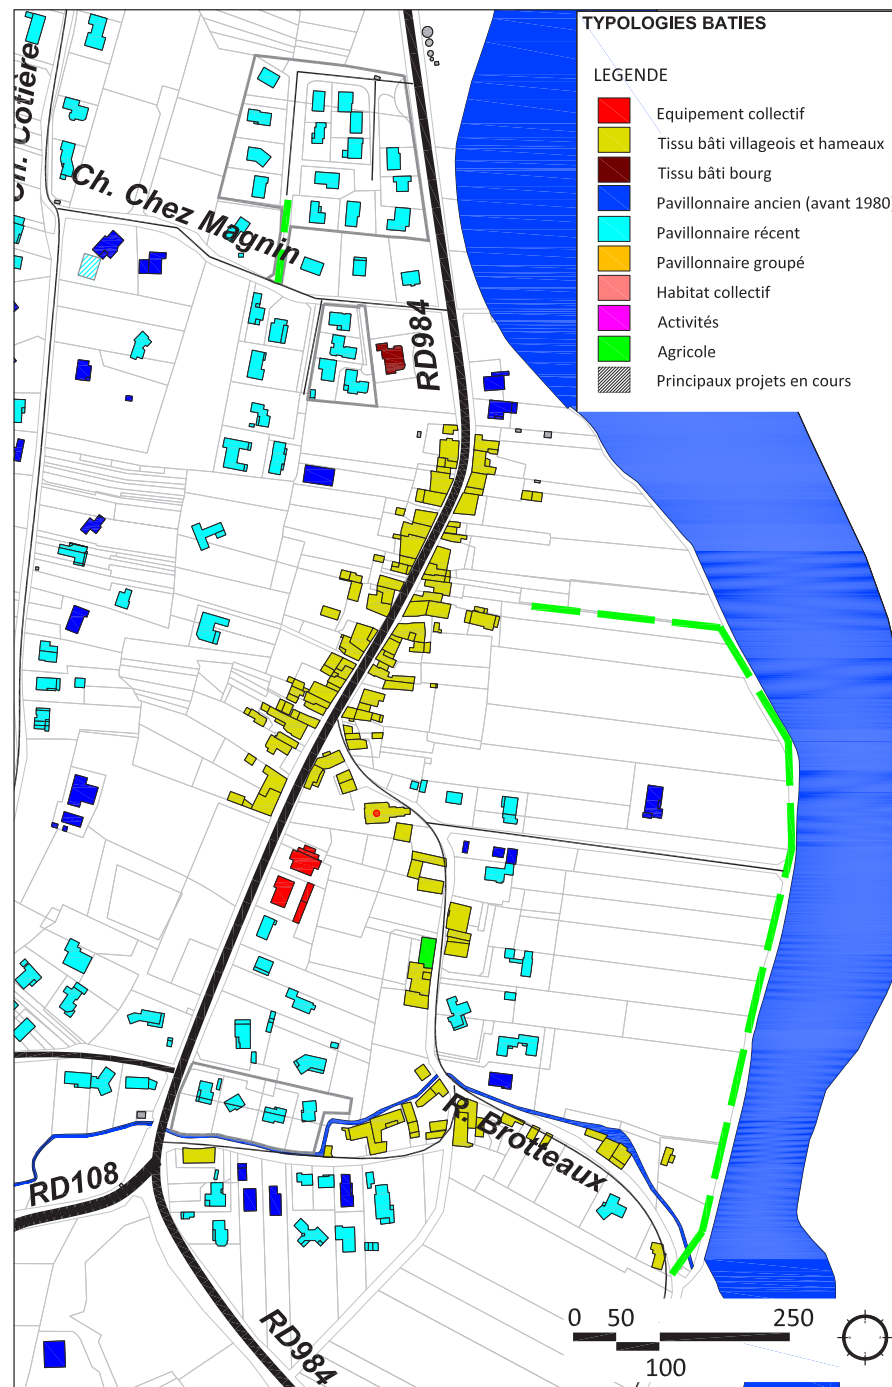 TYPOLOGIES BATIES
LEGENDE
Equipement collectif
Tissu bâti villageois et hameaux
Tissu bâti bourg
Pavillonnaire ancien (avant 1980)
Pavillonnaire récent
Pavillonnaire groupé
Habitat collectif
Activités
Agricole
Principaux projets en cours
Ch. Cotière
Ch. Chez Magnin
RD984
R. Brotteaux
RD108
RD984
0 50 250
100